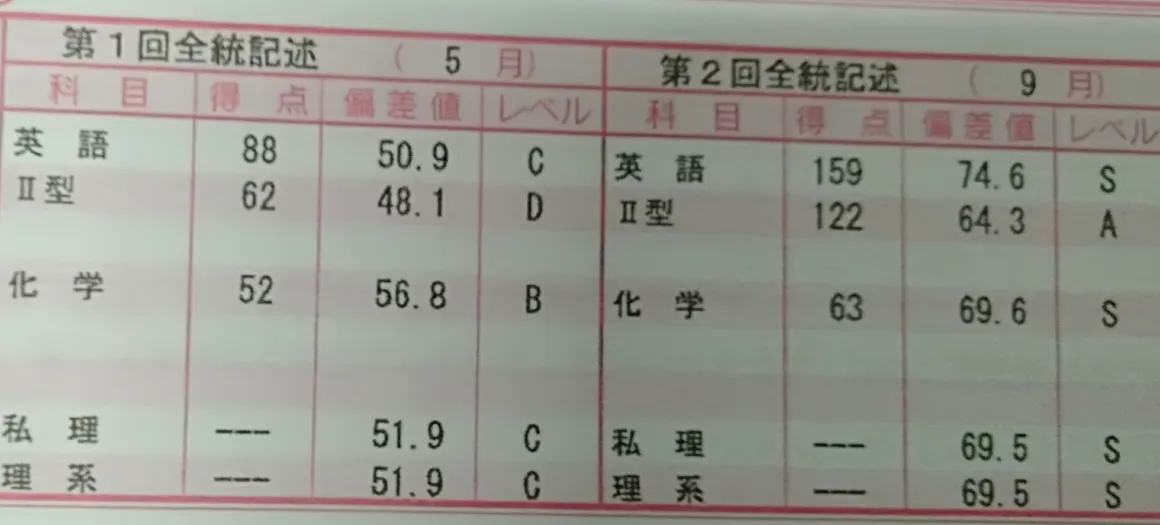 第1回全統記述 ( 5 月)
科目 得点 偏差値 レベル
英語 88 50.9 C
Ⅱ型 62 48.1 D
化学 52 56.8 B
私理 --- 51.9 C
理系 --- 51.9 C
第2回全統記述 ( 9 月)
科目 得点 偏差値 レベル
英語 159 74.6 S
Ⅱ型 122 64.3 A
化学 63 69.6 S
私理 --- 69.5 S
理系 --- 69.5 S